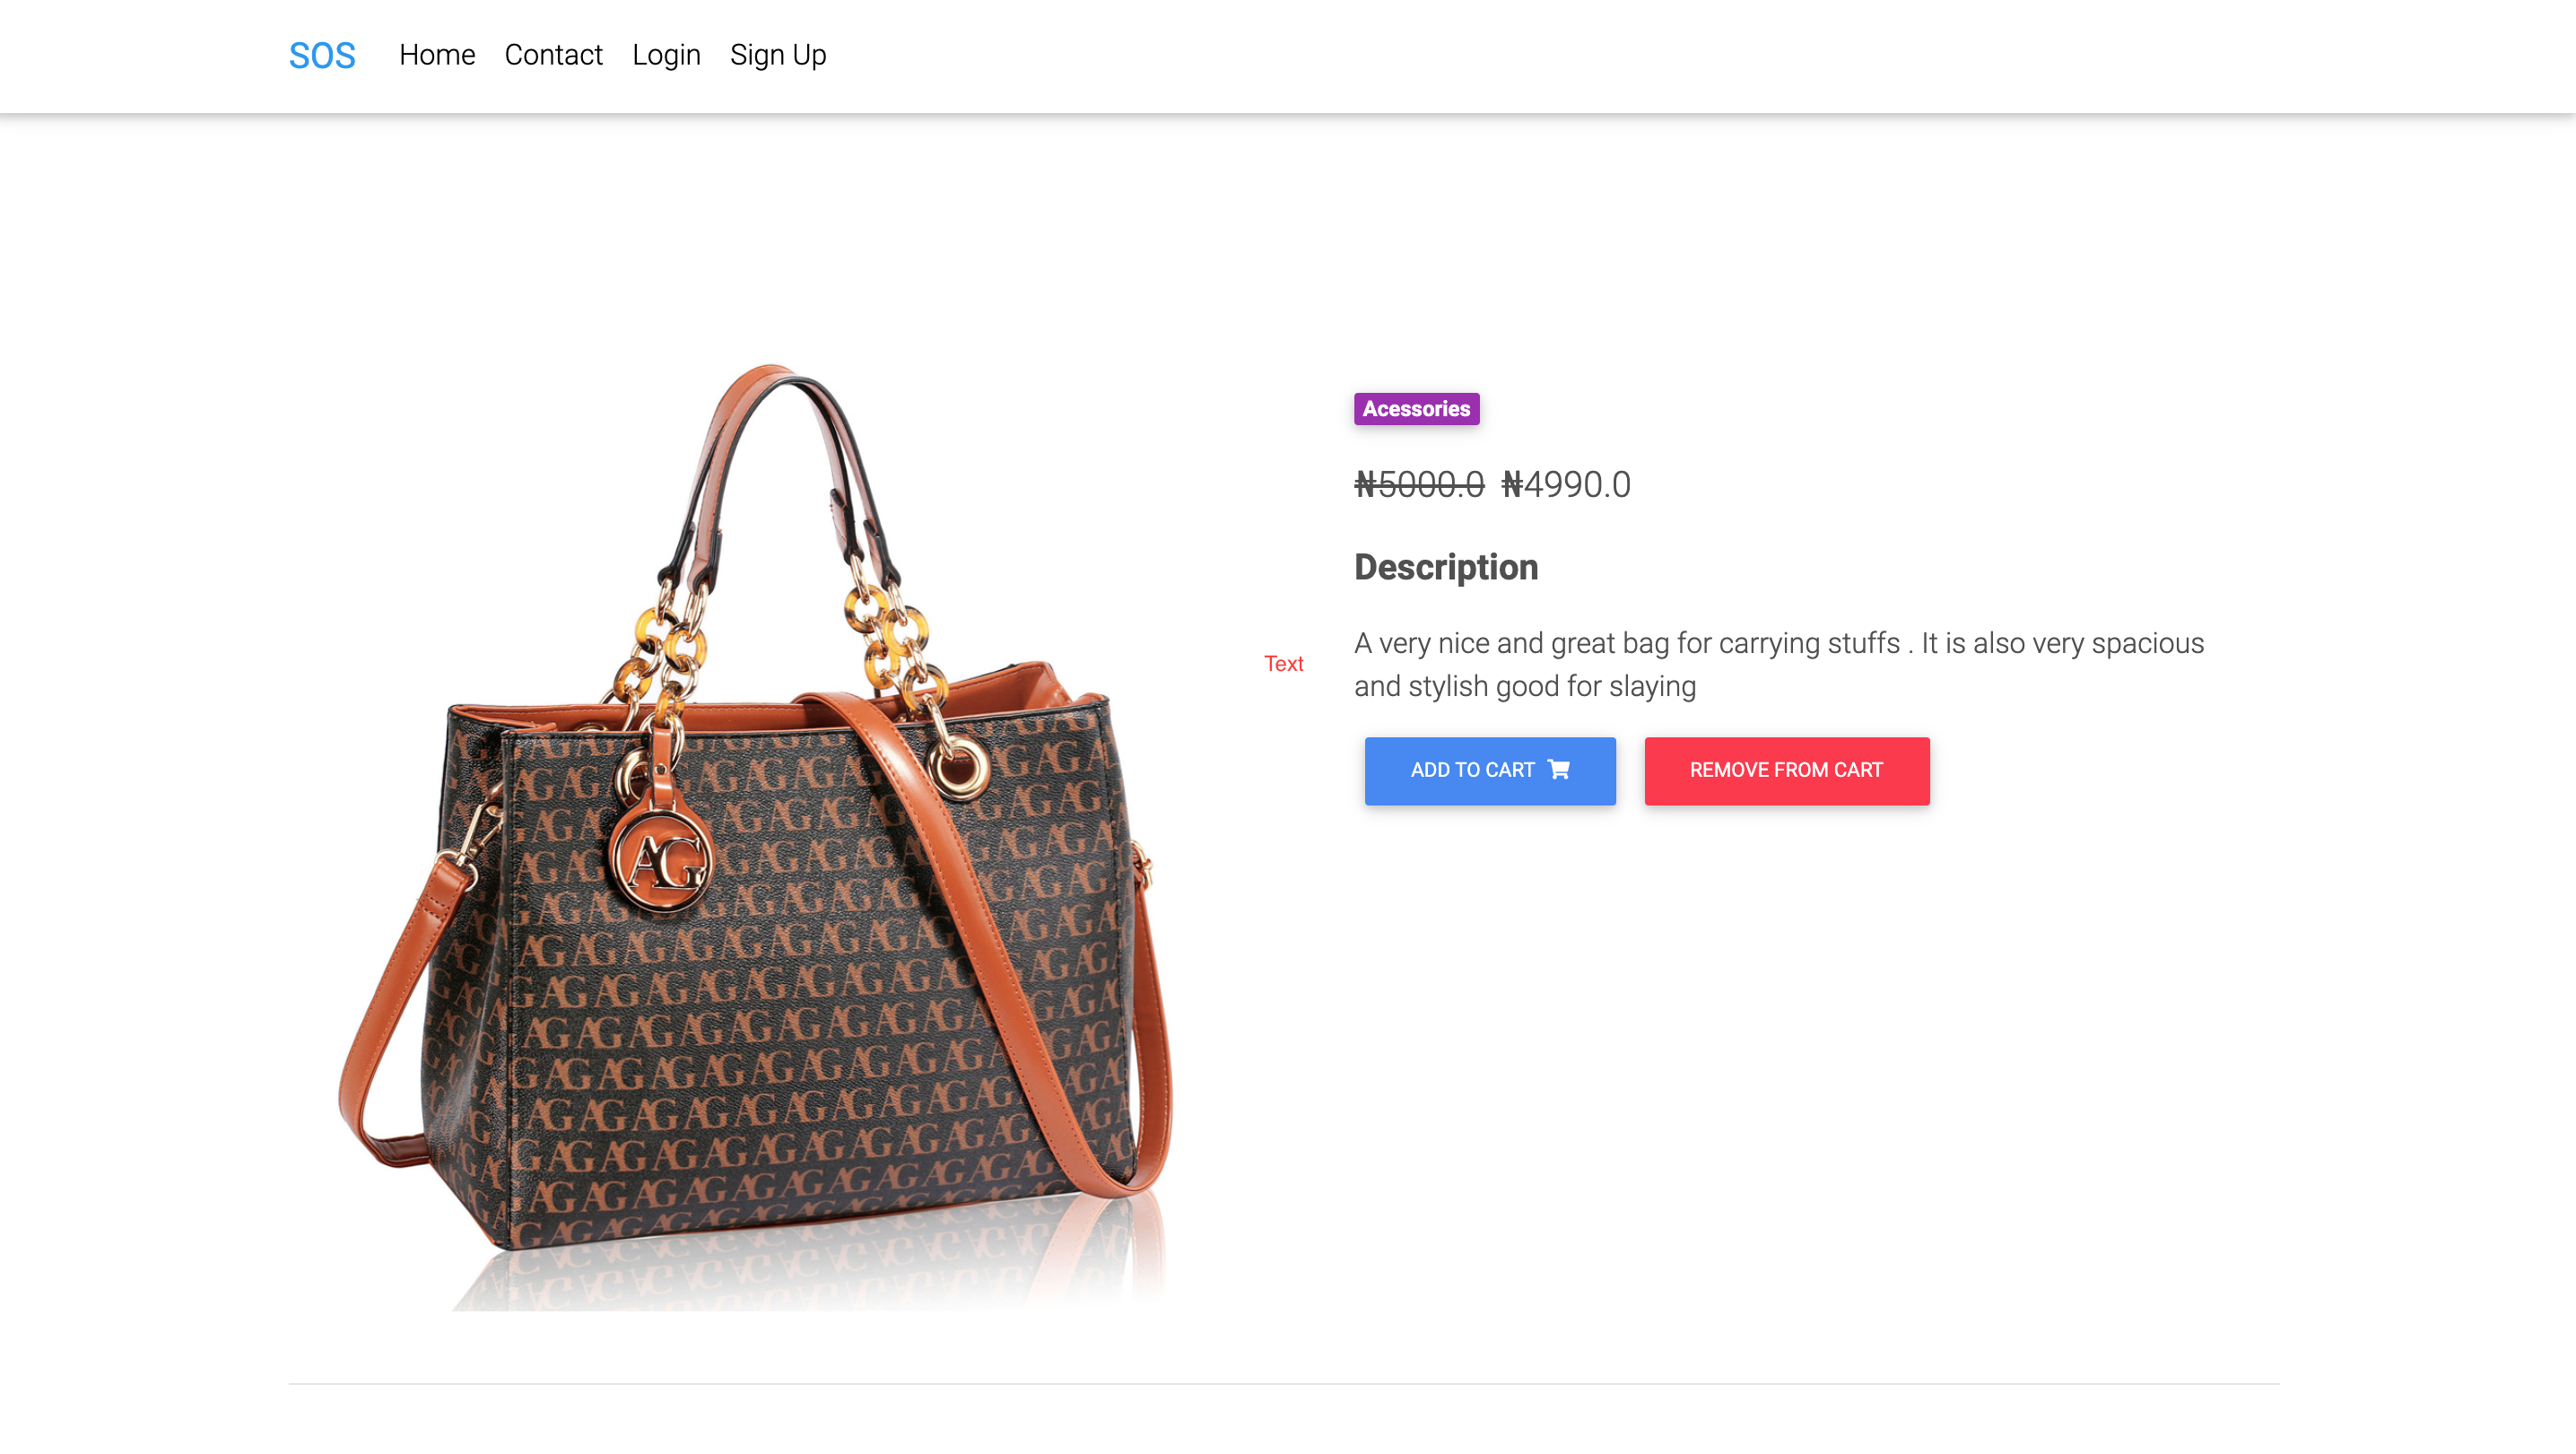 SOS Home Contact Login Sign Up
Acessories
₦5000.0 ₦4990.0
Description
A very nice and great bag for carrying stuffs . It is also very spacious
and stylish good for slaying
Text
ADD TO CART REMOVE FROM CART
AG